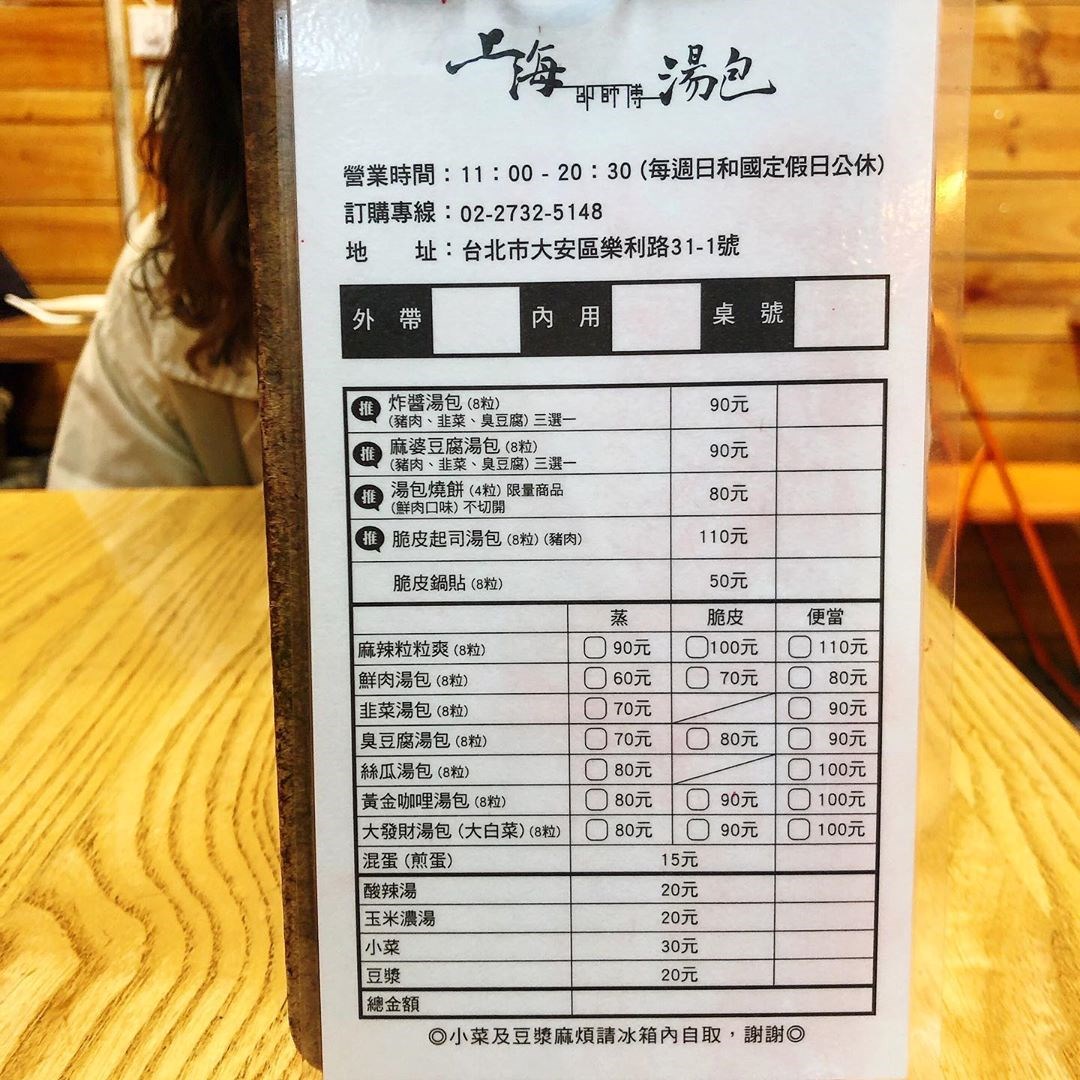 上海邵師傅湯包
營業時間：11：00 - 20：30 (每週日和國定假日公休)
訂購專線：02-2732-5148
地　　址：台北市大安區樂利路31-1號
外帶 內用 桌號
推 炸醬湯包 (8粒) 90元
(豬肉、韭菜、臭豆腐) 三選一
推 麻婆豆腐湯包 (8粒) 90元
(豬肉、韭菜、臭豆腐) 三選一
推 湯包燒餅 (4粒) 限量商品 80元
(鮮肉口味) 不切開
推 脆皮起司湯包 (8粒) (豬肉) 110元
脆皮鍋貼 (8粒) 50元
蒸 脆皮 便當
麻辣粒粒爽 (8粒) 90元 100元 110元
鮮肉湯包 (8粒) 60元 70元 80元
韭菜湯包 (8粒) 70元 90元
臭豆腐湯包 (8粒) 70元 80元 90元
絲瓜湯包 (8粒) 80元 100元
黃金咖哩湯包 (8粒) 80元 90元 100元
大發財湯包 (大白菜) (8粒) 80元 90元 100元
混蛋 (煎蛋) 15元
酸辣湯 20元
玉米濃湯 20元
小菜 30元
豆漿 20元
總金額
◎小菜及豆漿麻煩請冰箱內自取，謝謝◎